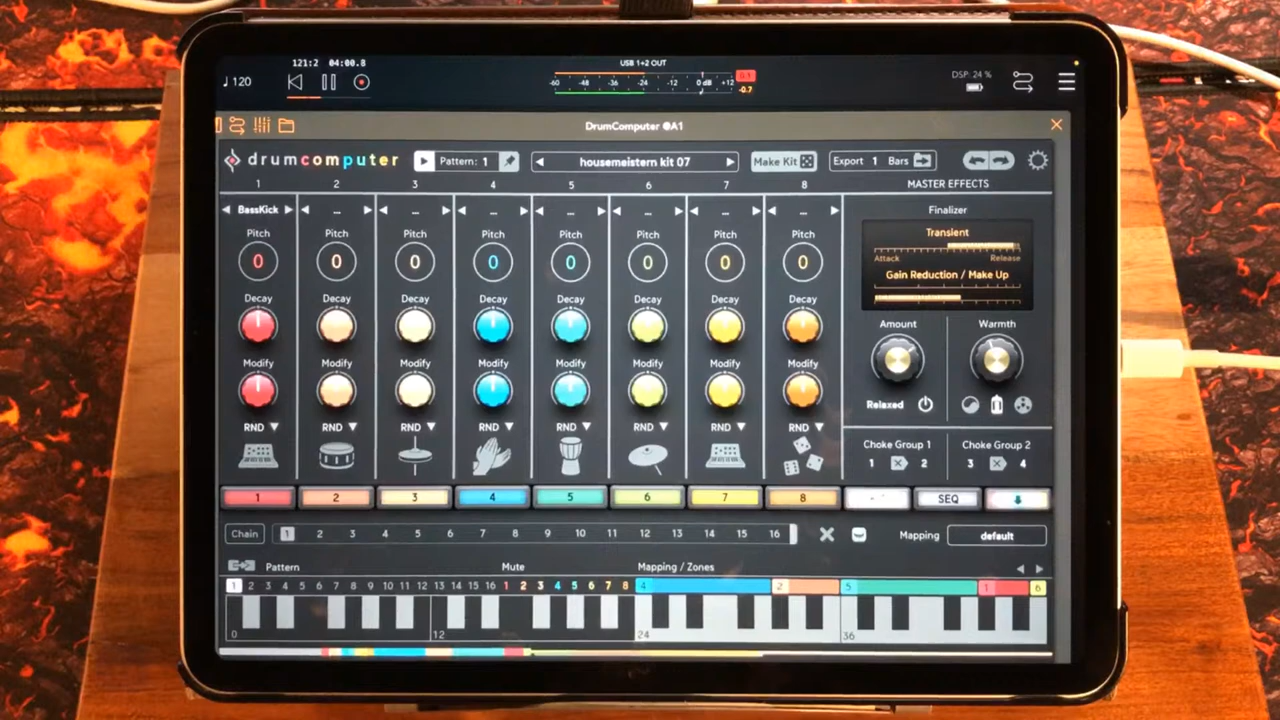 121:2 04:00.8
USB 1+2 OUT
♩ 120
-60 -48 -36 -24 -12 0 dB +12
0.1
-0.7
DSP: 24 %
DrumComputer @A1
drumcomputer
Pattern: 1
housemeistern kit 07
Make Kit
Export 1 Bars
1 2 3 4 5 6 7 8 MASTER EFFECTS
BassKick -- -- -- -- -- -- --
Pitch Pitch Pitch Pitch Pitch Pitch Pitch Pitch
0 0 0 0 0 0 0 0
Decay Decay Decay Decay Decay Decay Decay Decay
Modify Modify Modify Modify Modify Modify Modify Modify
RND RND RND RND RND RND RND RND
Finalizer
Transient
Attack Release
Gain Reduction / Make Up
Amount Warmth
Relaxed
Choke Group 1 Choke Group 2
1 2 3 4
1 2 3 4 5 6 7 8 SEQ
Chain 1 2 3 4 5 6 7 8 9 10 11 12 13 14 15 16 Mapping default
Pattern Mute Mapping / Zones
1 2 3 4 5 6 7 8 9 10 11 12 13 14 15 16 1 2 3 4 5 6 7 8 4 2 5 1 6
0 12 24 36